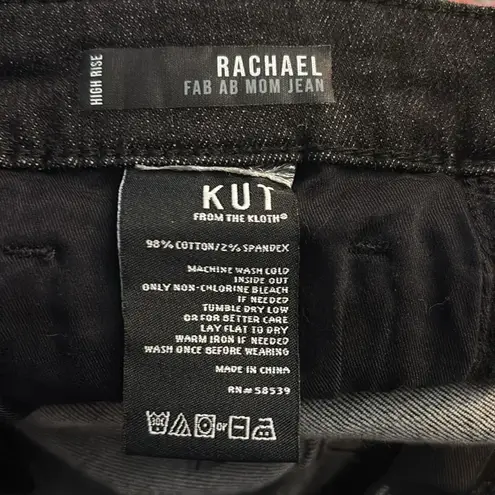 HIGH RISE
RACHAEL
FAB AB MOM JEAN
KUT
FROM THE KLOTH®
98% COTTON/2% SPANDEX
MACHINE WASH COLD
INSIDE OUT
ONLY NON-CHLORINE BLEACH
IF NEEDED
TUMBLE DRY LOW
OR FOR BETTER CARE
LAY FLAT TO DRY
WARM IRON IF NEEDED
WASH ONCE BEFORE WEARING
MADE IN CHINA
RN# 58539
or